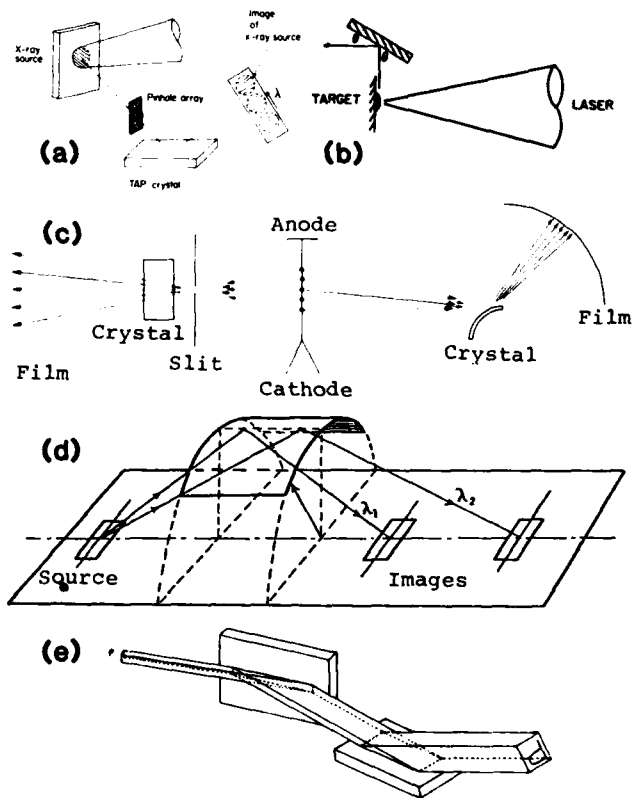 (a)
X-ray
source
Pinhole array
TAP crystal
Image
of
x-ray source
λ
(b)
TARGET
LASER
(c)
Film
Crystal
Slit
Anode
Cathode
Crystal
Film
(d)
Source
λ1
λ2
Images
(e)